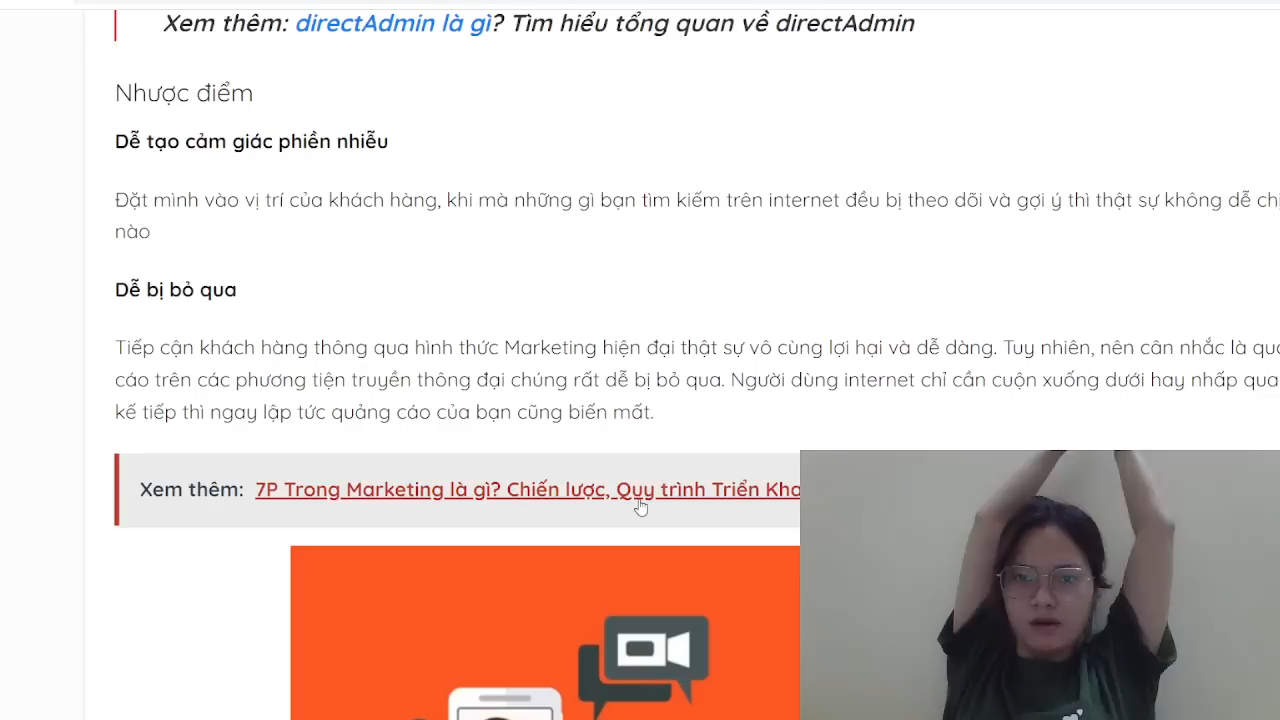 Xem thêm: directAdmin là gì? Tìm hiểu tổng quan về directAdmin
Nhược điểm
Dễ tạo cảm giác phiền nhiễu
Đặt mình vào vị trí của khách hàng, khi mà những gì bạn tìm kiếm trên internet đều bị theo dõi và gợi ý thì thật sự không dễ
nào
Dễ bị bỏ qua
Tiếp cận khách hàng thông qua hình thức Marketing hiện đại thật sự vô cùng lợi hại và dễ dàng. Tuy nhiên, nên cân nhắc là
cáo trên các phương tiện truyền thông đại chúng rất dễ bị bỏ qua. Người dùng internet chỉ cần cuộn xuống dưới hay nhấp qua
kế tiếp thì ngay lập tức quảng cáo của bạn cũng biến mất.
Xem thêm: 7P Trong Marketing là gì? Chiến lược, Quy trình Triển